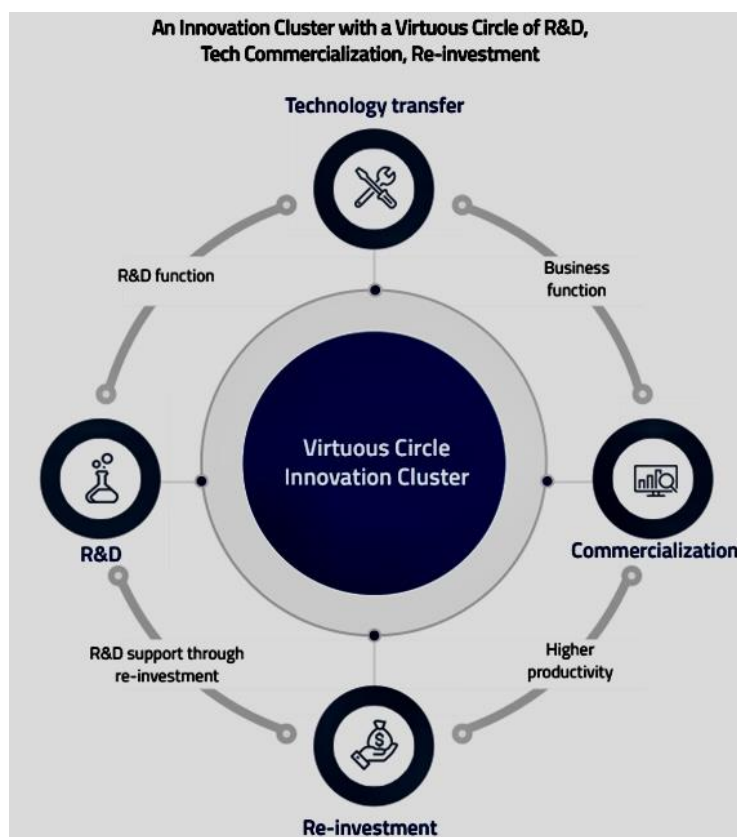 An Innovation Cluster with a Virtuous Circle of R&D,
Tech Commercialization, Re-investment
Technology transfer
R&D function
Business
function
Virtuous Circle
Innovation Cluster
R&D
Commercialization
R&D support through
re-investment
Higher
productivity
$
Re-investment